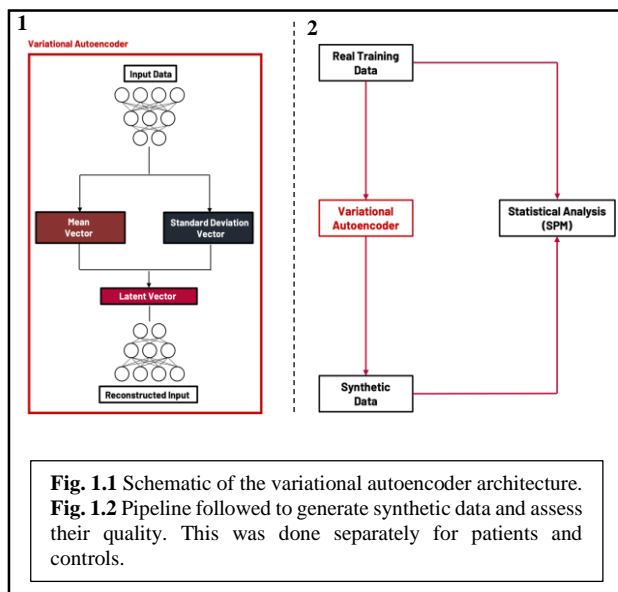 1
Variational Autoencoder
Input Data
Mean
Vector
Standard Deviation
Vector
Latent Vector
Reconstructed Input
2
Real Training
Data
Variational
Autoencoder
Statistical Analysis
(SPM)
Synthetic
Data
Fig. 1.1 Schematic of the variational autoencoder architecture.
Fig. 1.2 Pipeline followed to generate synthetic data and assess
their quality. This was done separately for patients and
controls.